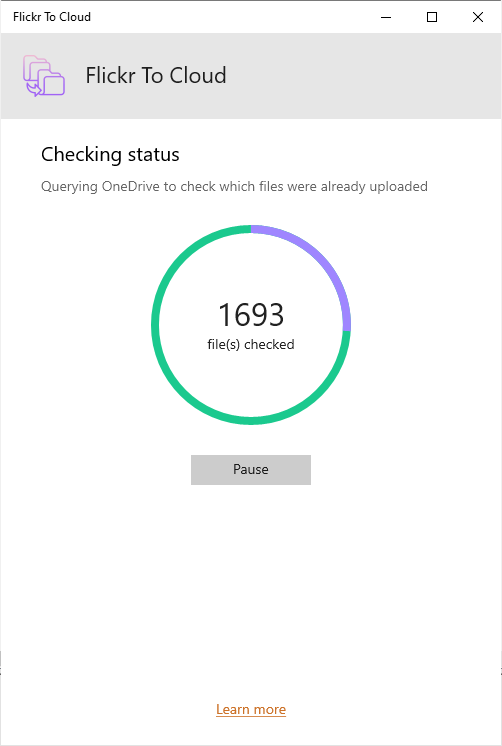 Flickr To Cloud
Flickr To Cloud
Checking status
Querying OneDrive to check which files were already uploaded
1693
file(s) checked
Pause
Learn more